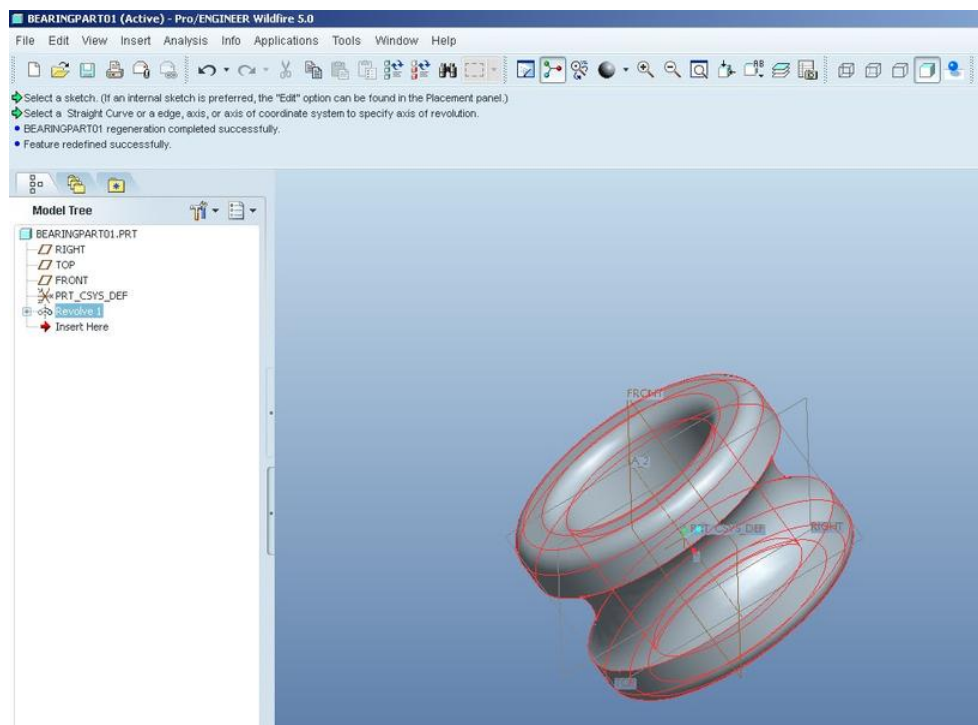 BEARINGPART01 (Active) - Pro/ENGINEER Wildfire 5.0
File Edit View Insert Analysis Info Applications Tools Window Help
Select a sketch. (If an internal sketch is preferred, the "Edit" option can be found in the Placement panel.)
Select a Straight Curve or a edge, axis, or axis of coordinate system to specify axis of revolution.
BEARINGPART01 regeneration completed successfully.
Feature redefined successfully.
Model Tree
BEARINGPART01.PRT
RIGHT
TOP
FRONT
PRT_CSYS_DEF
Revolve 1
Insert Here
FRONT
A_2
PRT_CSYS_DEF
RIGHT